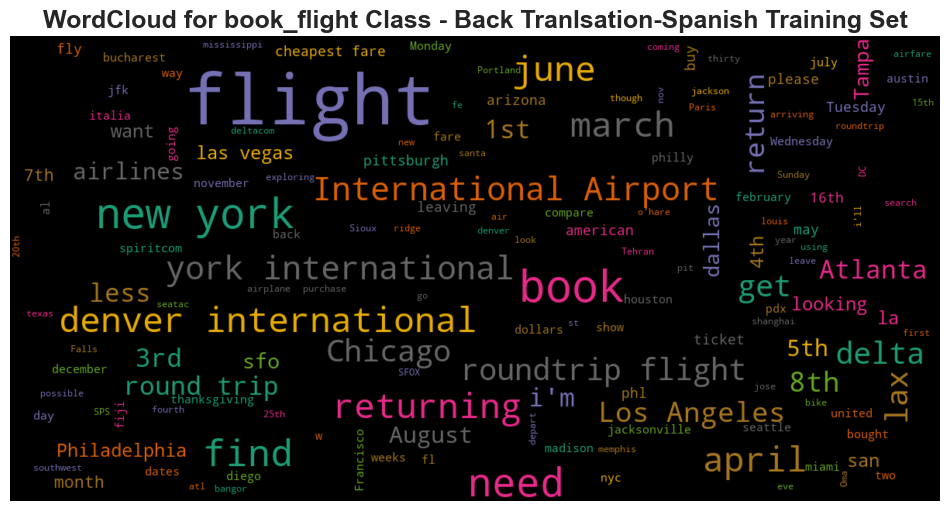 WordCloud for book_flight Class - Back Tranlsation-Spanish Training Set
fly
bucharest
mississippi
cheapest fare
Monday
june
coming
thirty
buy
Tampa
airfare
way
flight
Portland
arizona
though
nov
jackson
Paris
return
please
july
austin
jfk
italia
want
going
deltacom
new
fare
1st
march
Tuesday
15th
arriving
roundtrip
las vegas
santa
fe
pittsburgh
philly
Wednesday
7th
airlines
november
exploring
International Airport
Sunday
DC
al
new york
leaving
compare
o'hare
dallas
february
16th
search
back
Sioux
ridge
air
american
louis
may
i'll
20th
spiritcom
denver
look
Tehran
4th
year
using
york international
book
pit
leave
Atlanta
less
airplane
purchase
go
houston
get
looking
seatac
texas
denver international
dollars
st
show
pdx
shanghai
la
first
Falls
3rd
sfo
Chicago
ticket
5th
delta
december
SFOX
roundtrip flight
8th
lax
possible
round trip
thanksgiving
i'm
phl
jose
bike
day
SPS
fiji
fourth
25th
returning
depart
Los Angeles
united
w
August
jacksonville
seattle
bought
Philadelphia
find
Francisco
weeks
fl
madison
memphis
april
miami
san
southwest
dates
diego
month
atl
bangor
need
nyc
eve
Oma
two